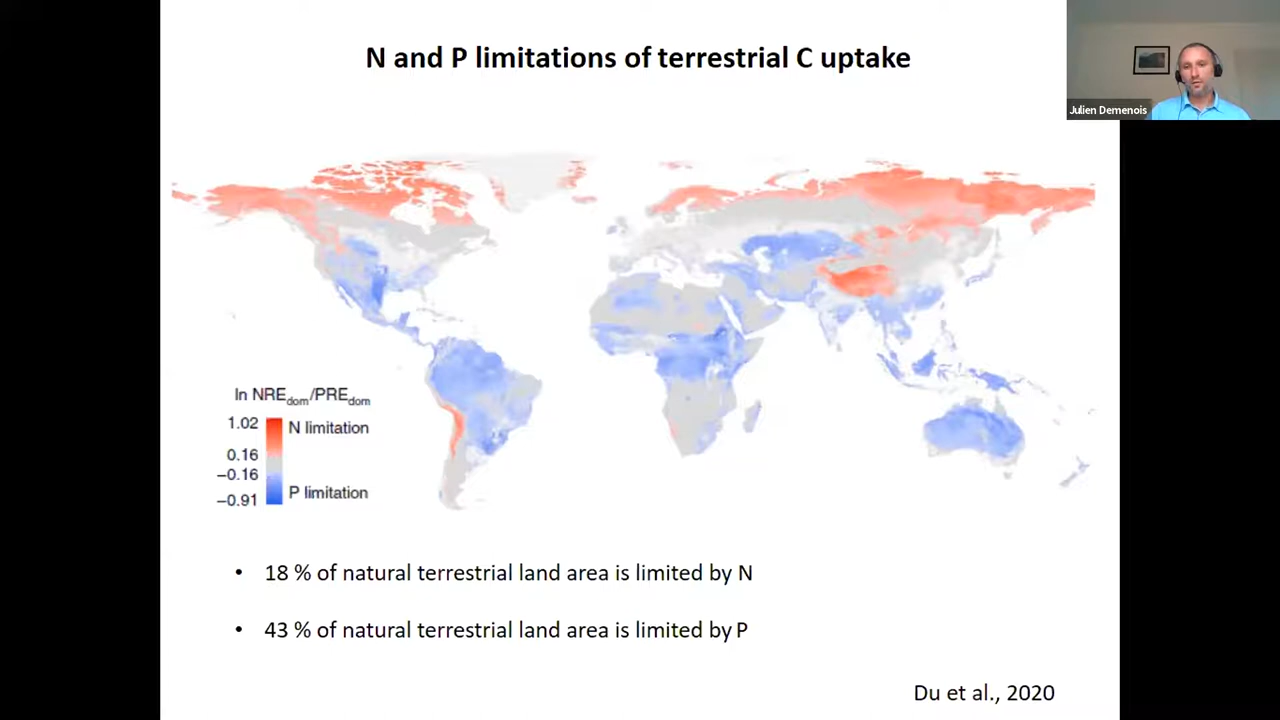 N and P limitations of terrestrial C uptake
Julien Demenois
ln NREdom/PREdom
1.02
N limitation
0.16
−0.16
−0.91
P limitation
• 18 % of natural terrestrial land area is limited by N
• 43 % of natural terrestrial land area is limited by P
Du et al., 2020